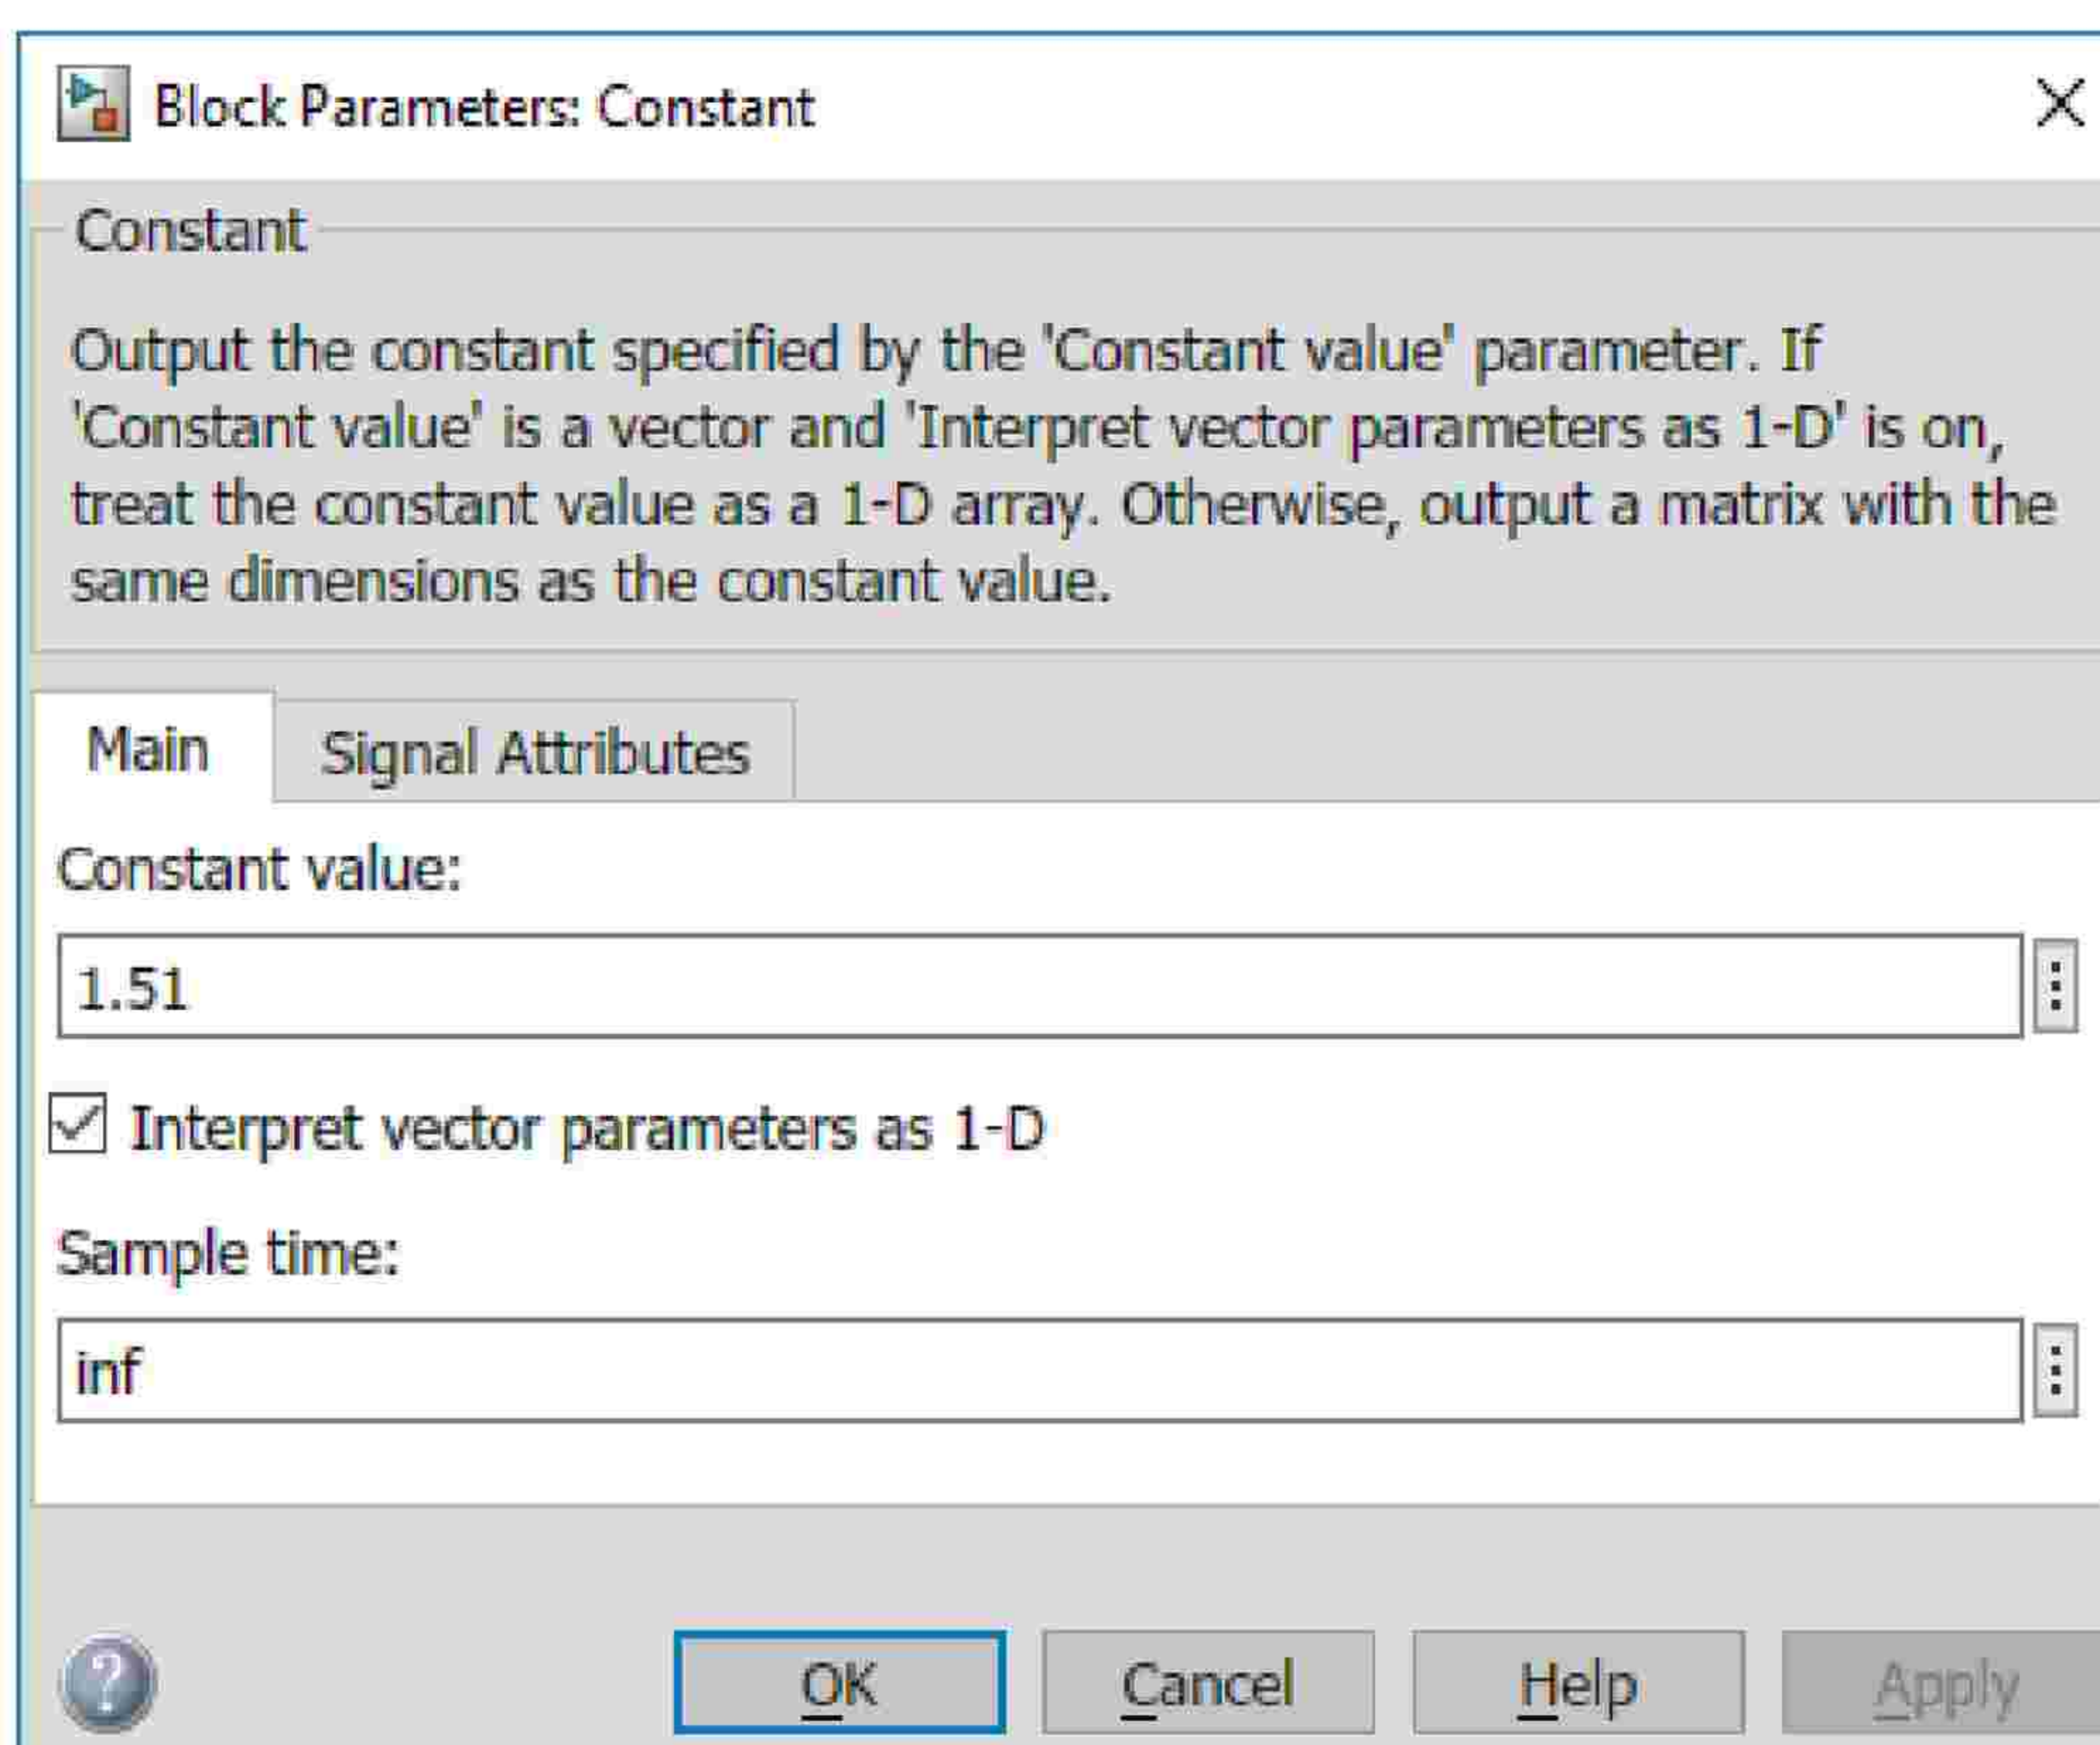 Block Parameters: Constant
Constant
Output the constant specified by the 'Constant value' parameter. If
'Constant value' is a vector and 'Interpret vector parameters as 1-D' is on,
treat the constant value as a 1-D array. Otherwise, output a matrix with the
same dimensions as the constant value.
Main Signal Attributes
Constant value:
1.51
Interpret vector parameters as 1-D
Sample time:
inf
? OK Cancel Help Apply